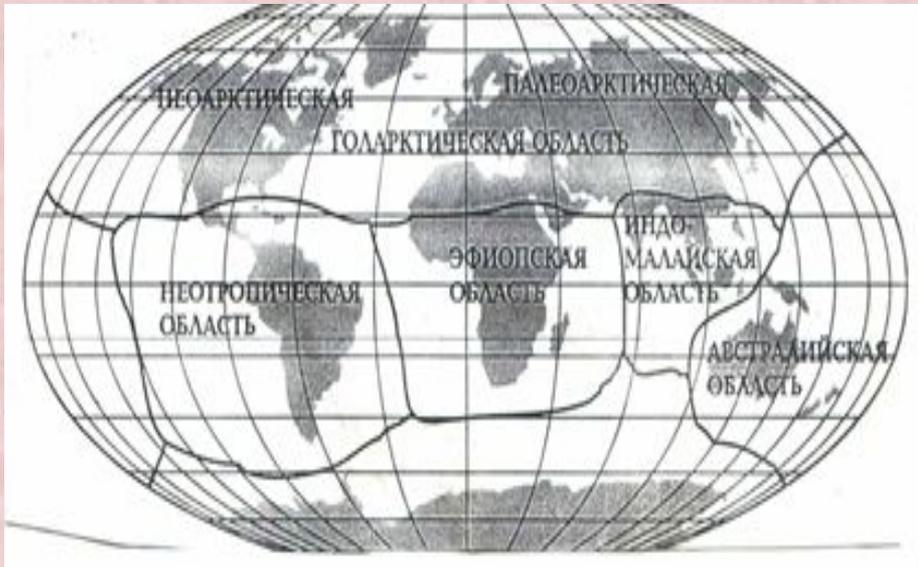 НЕОАРКТИЧЕСКАЯ
ПАЛЕОАРКТИЧЕСКАЯ
ГОЛАРКТИЧЕСКАЯ ОБЛАСТЬ
НЕОТРОПИЧЕСКАЯ
ОБЛАСТЬ
ЭФИОПСКАЯ
ОБЛАСТЬ
ИНДО-
МАЛАЙСКАЯ
ОБЛАСТЬ
АВСТРАЛИЙСКАЯ
ОБЛАСТЬ